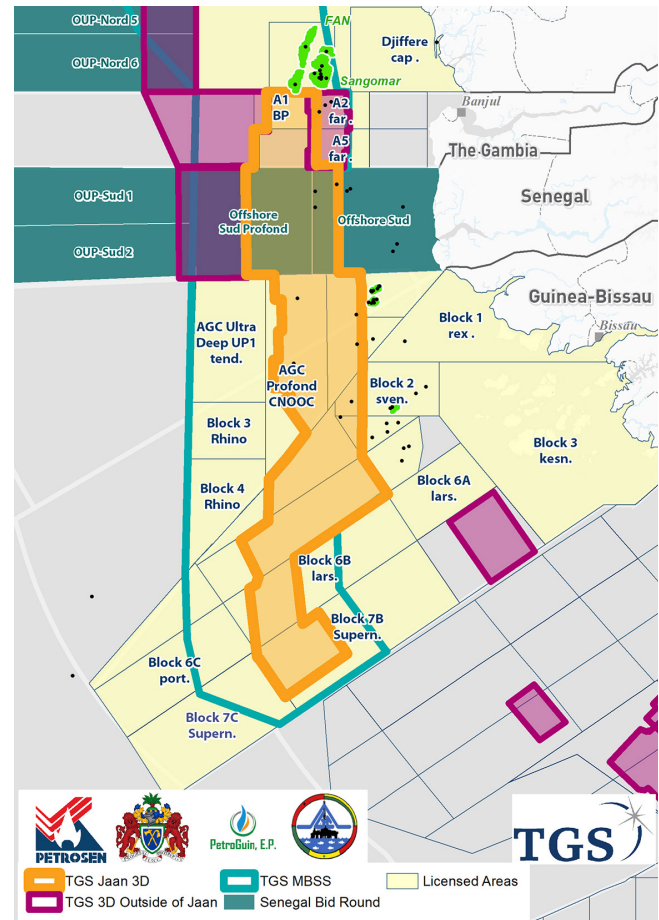 OUP-Nord 5
FAN
Djiffere
cap .
OUP-Nord 6
Sangomar
A1
BP
A2
far .
Banjul
A5
far .
The Gambia
OUP-Sud 1
Senegal
Offshore
Sud Profond
Offshore Sud
OUP-Sud 2
Guinea-Bissau
Bissau
Block 1
rex .
AGC Ultra
Deep UP1
tend.
AGC
Profond
CNOOC
Block 2
sven.
Block 3
Rhino
Block 3
kesn.
Block 4
Rhino
Block 6A
lars.
Block 6B
lars.
Block 7B
Supern.
Block 6C
port.
Block 7C
Supern.
PETROSEN
PetroGuin, E.P.
TGS
TGS Jaan 3D
TGS MBSS
Licensed Areas
TGS 3D Outside of Jaan
Senegal Bid Round